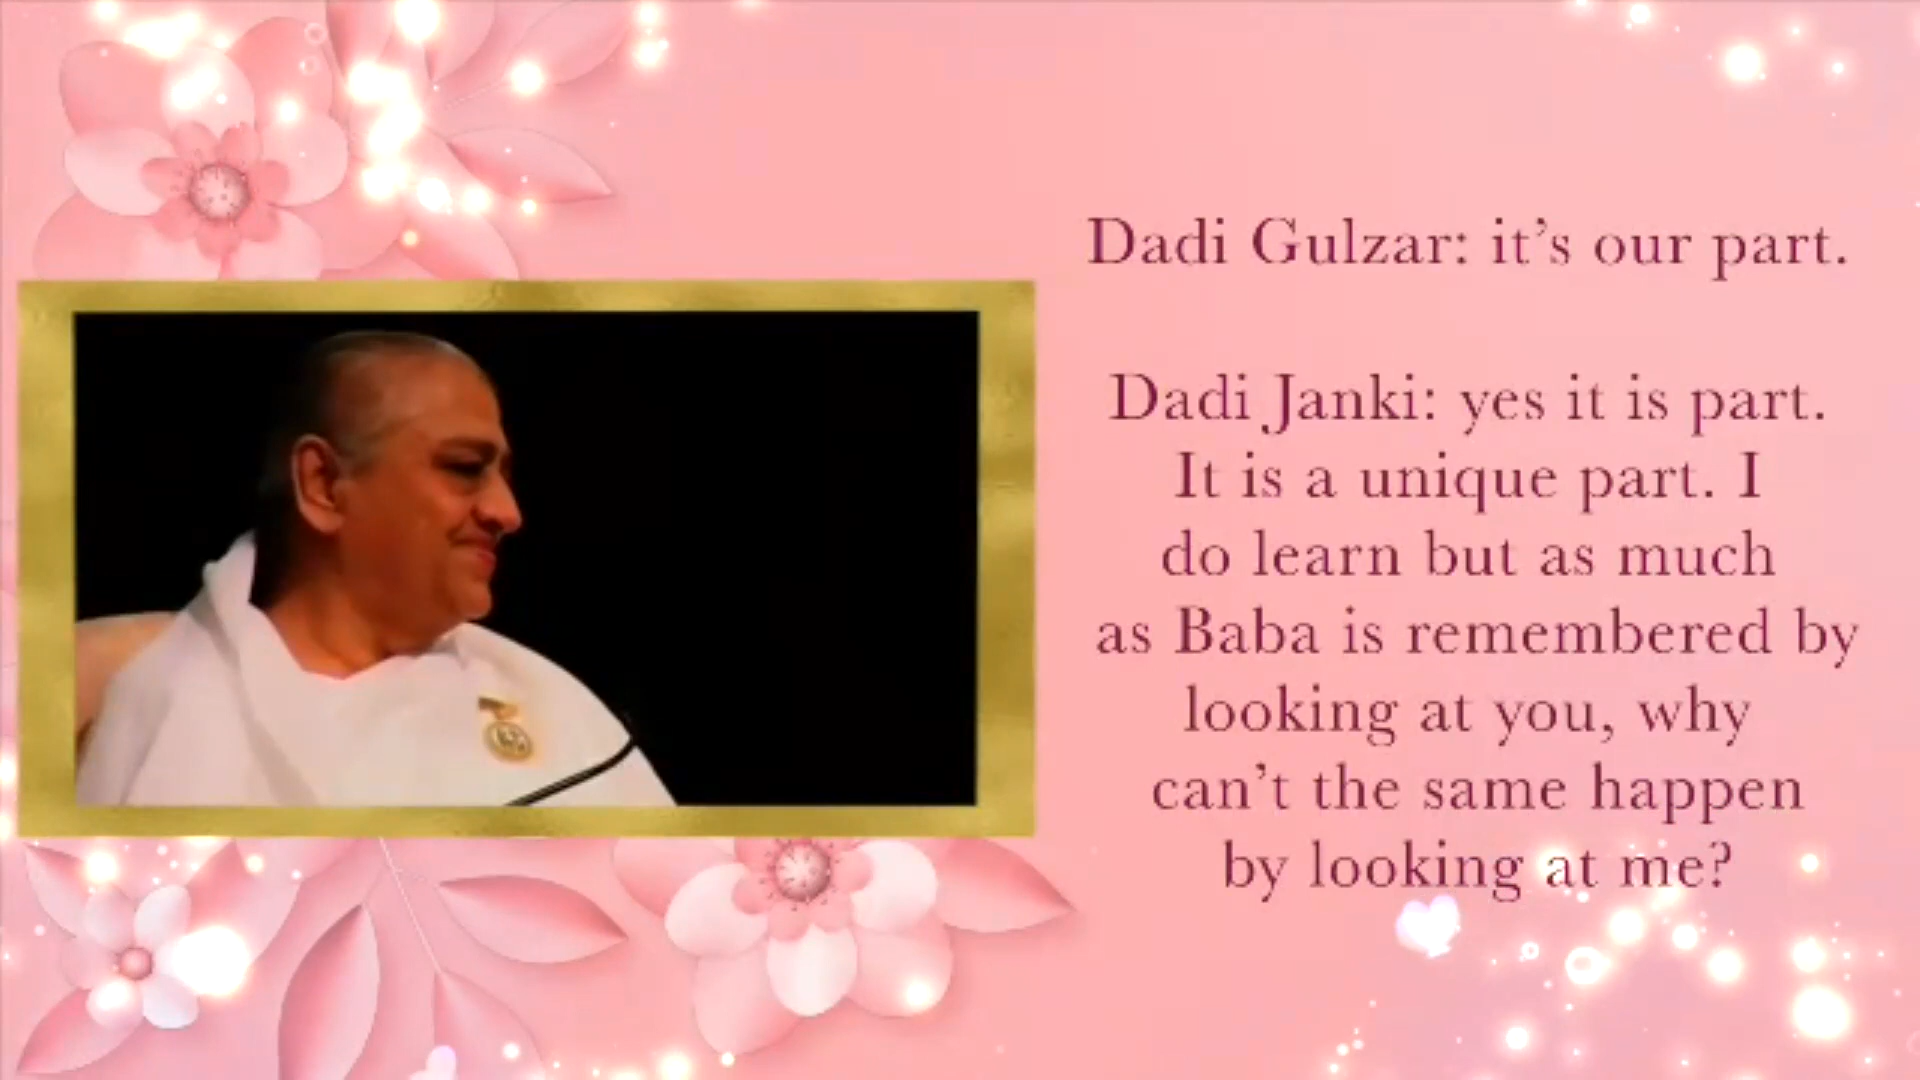 Dadi Gulzar: it’s our part.
Dadi Janki: yes it is part.
It is a unique part. I
do learn but as much
as Baba is remembered by
looking at you, why
can’t the same happen
by looking at me?